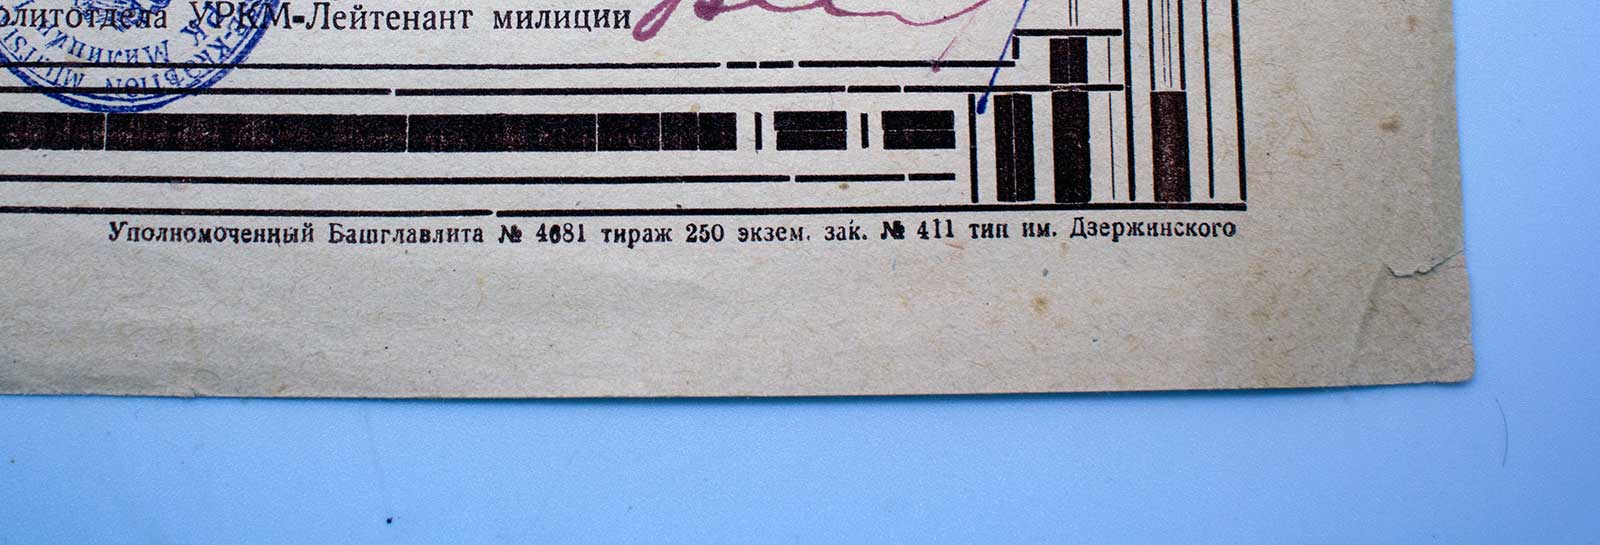 олитотдела УРКМ-Лейтенант милиции
Уполномоченный Башглавлита № 4681 тираж 250 экзем. зак. № 411 тип им. Дзержинского